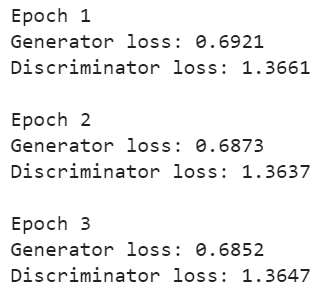 Epoch 1
Generator loss: 0.6921
Discriminator loss: 1.3661
Epoch 2
Generator loss: 0.6873
Discriminator loss: 1.3637
Epoch 3
Generator loss: 0.6852
Discriminator loss: 1.3647